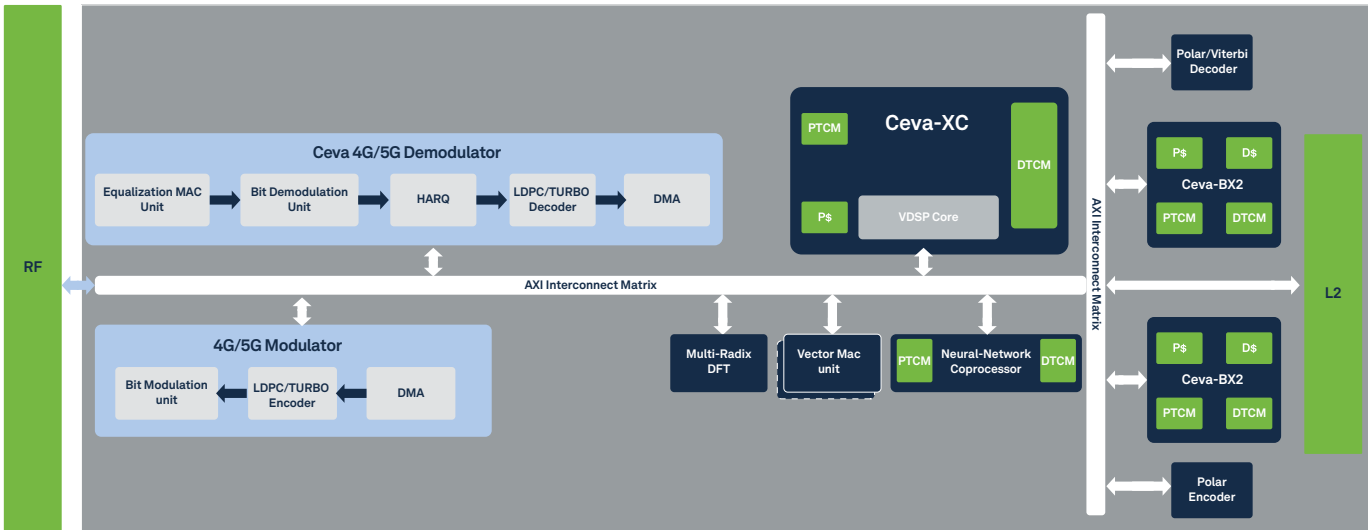 RF
Ceva 4G/5G Demodulator
Equalization MAC
Unit
Bit Demodulation
Unit
HARQ
LDPC/TURBO
Decoder
DMA
Ceva-XC
PTCM
DTCM
P$
VDSP Core
AXI Interconnect Matrix
4G/5G Modulator
Bit Modulation
unit
LDPC/TURBO
Encoder
DMA
Multi-Radix
DFT
Vector Mac
unit
PTCM
Neural-Network
Coprocessor
DTCM
AXI Interconnect Matrix
Polar/Viterbi
Decoder
P$
D$
Ceva-BX2
PTCM
DTCM
L2
P$
D$
Ceva-BX2
PTCM
DTCM
Polar
Encoder